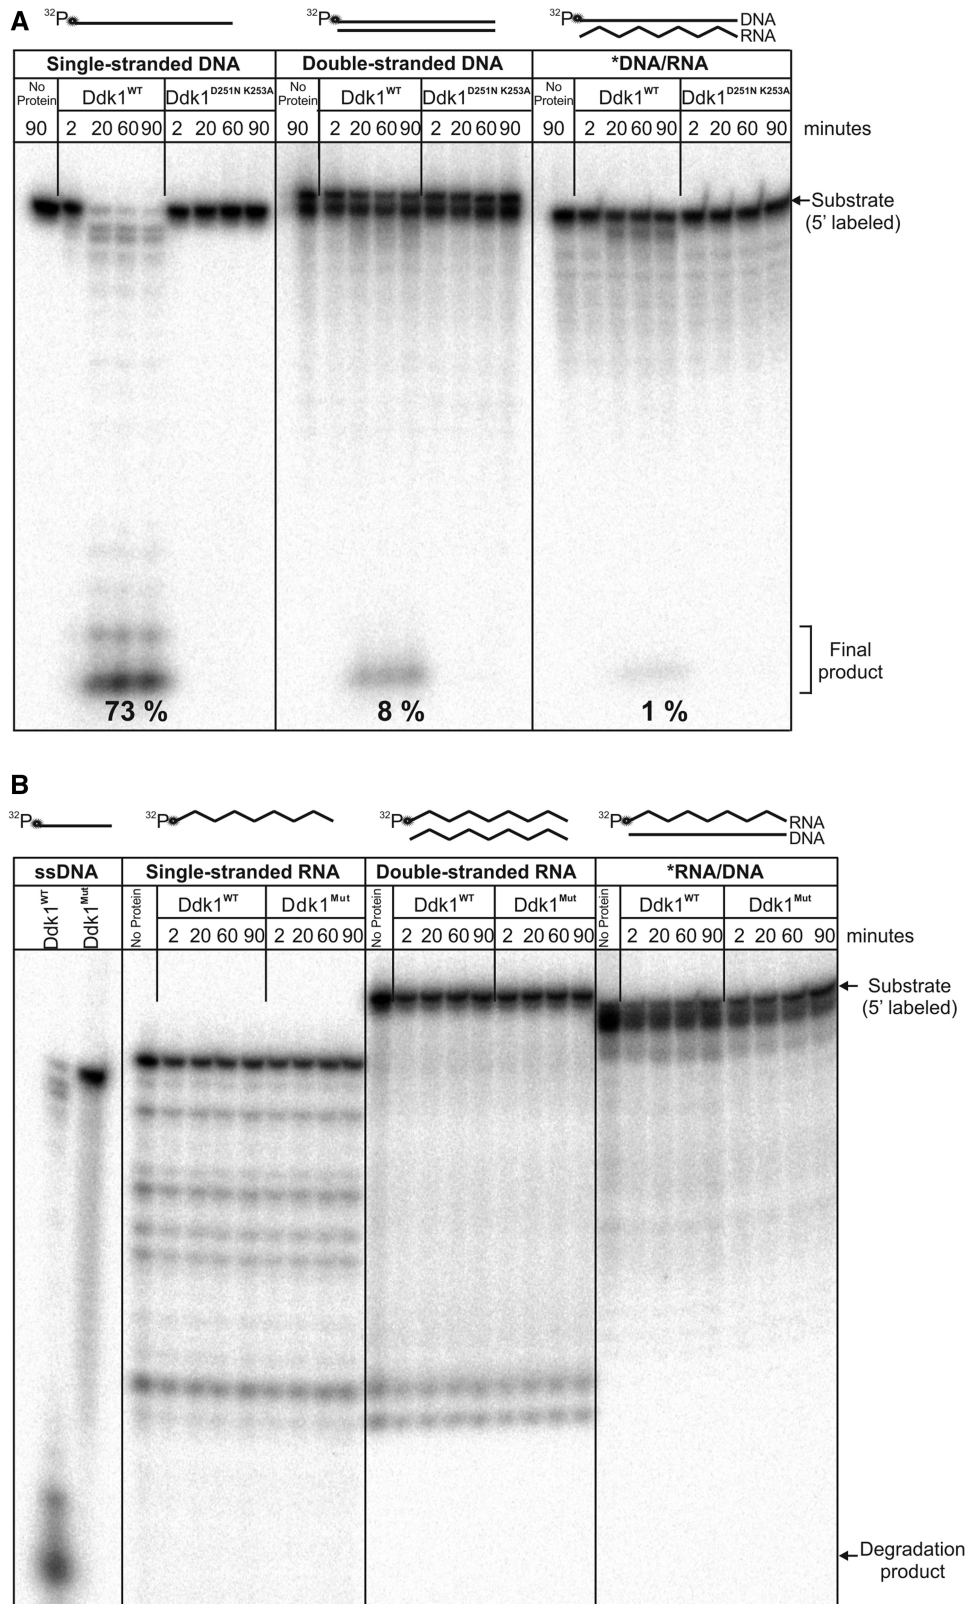 A
³²P
³²P
³²P DNA
RNA
Single-stranded DNA Double-stranded DNA *DNA/RNA
No Protein Ddk1ᵂᵀ Ddk1ᴰ²⁵¹ᴺ ᴷ²⁵³ᴬ No Protein Ddk1ᵂᵀ Ddk1ᴰ²⁵¹ᴺ ᴷ²⁵³ᴬ No Protein Ddk1ᵂᵀ Ddk1ᴰ²⁵¹ᴺ ᴷ²⁵³ᴬ
90 2 20 60 90 2 20 60 90 90 2 20 60 90 2 20 60 90 90 2 20 60 90 2 20 60 90 minutes
Substrate
(5' labeled)
Final
product
73 % 8 % 1 %
B
³²P
³²P
³²P
³²P RNA
DNA
ssDNA Single-stranded RNA Double-stranded RNA *RNA/DNA
Ddk1ᵂᵀ Ddk1ᴹᵘᵗ No Protein Ddk1ᵂᵀ Ddk1ᴹᵘᵗ No Protein Ddk1ᵂᵀ Ddk1ᴹᵘᵗ No Protein Ddk1ᵂᵀ Ddk1ᴹᵘᵗ
2 20 60 90 2 20 60 90 2 20 60 90 2 20 60 90 2 20 60 90 2 20 60 90 minutes
Substrate
(5' labeled)
Degradation
product